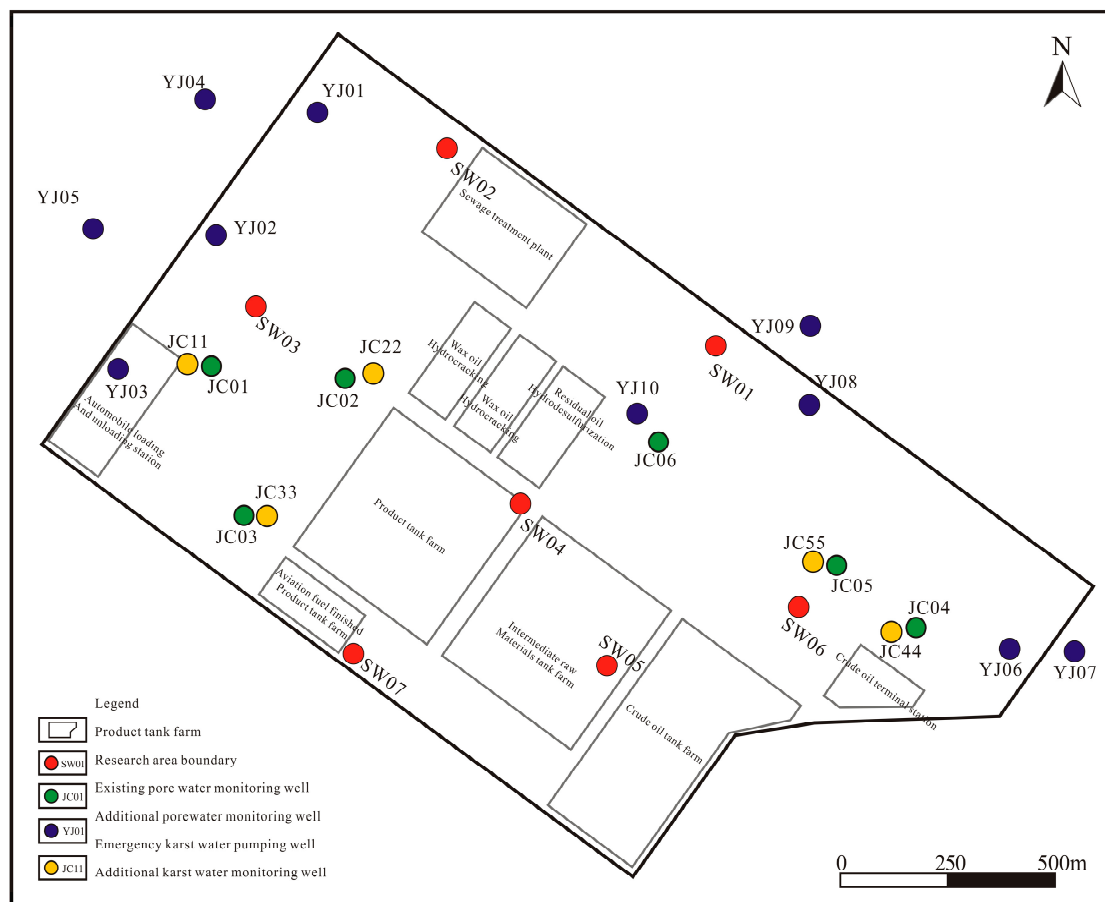 N
YJ04
YJ01
SW02
YJ05
YJ02
Sewage treatment plant
SW03
YJ09
SW01
JC11
JC01
JC22
JC02
Wax oil
Hydrocracking
Wax oil
Hydrocracking
Residual oil
Hydrodesulfurization
YJ10
JC06
YJ08
YJ03
Automobile loading
And unloading station
JC33
JC03
Product tank farm
SW04
JC55
JC05
Aviation fuel finished
Product tank farm
SW07
Intermediate raw
Materials tank farm
SW05
SW06
JC04
JC44
YJ06
YJ07
Crude oil terminal station
Crude oil tank farm
Legend
Product tank farm
SW01
Research area boundary
JC01
Existing pore water monitoring well
Additional porewater monitoring well
YJ01
Emergency karst water pumping well
JC11
Additional karst water monitoring well
0 250 500m